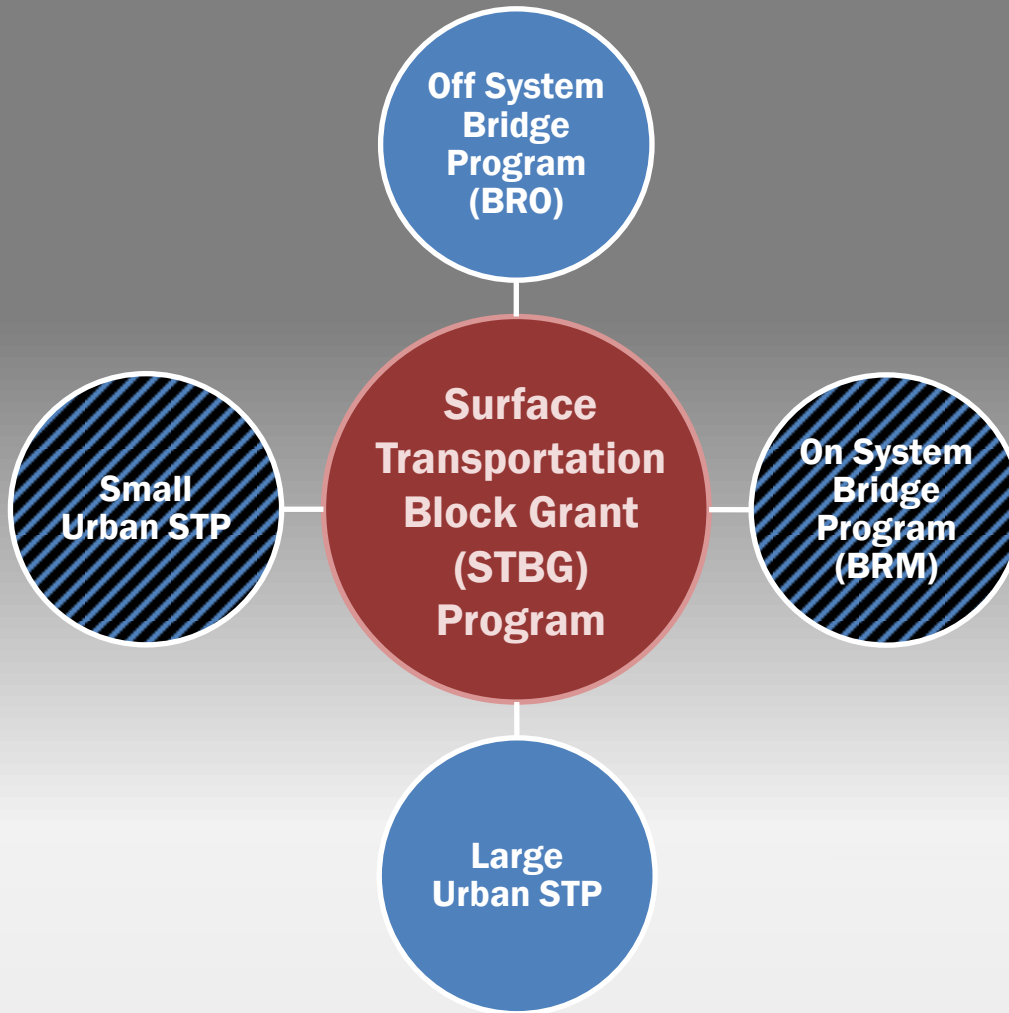 Off System
Bridge
Program
(BRO)
Small
Urban STP
Surface
Transportation
Block Grant
(STBG)
Program
On System
Bridge
Program
(BRM)
Large
Urban STP